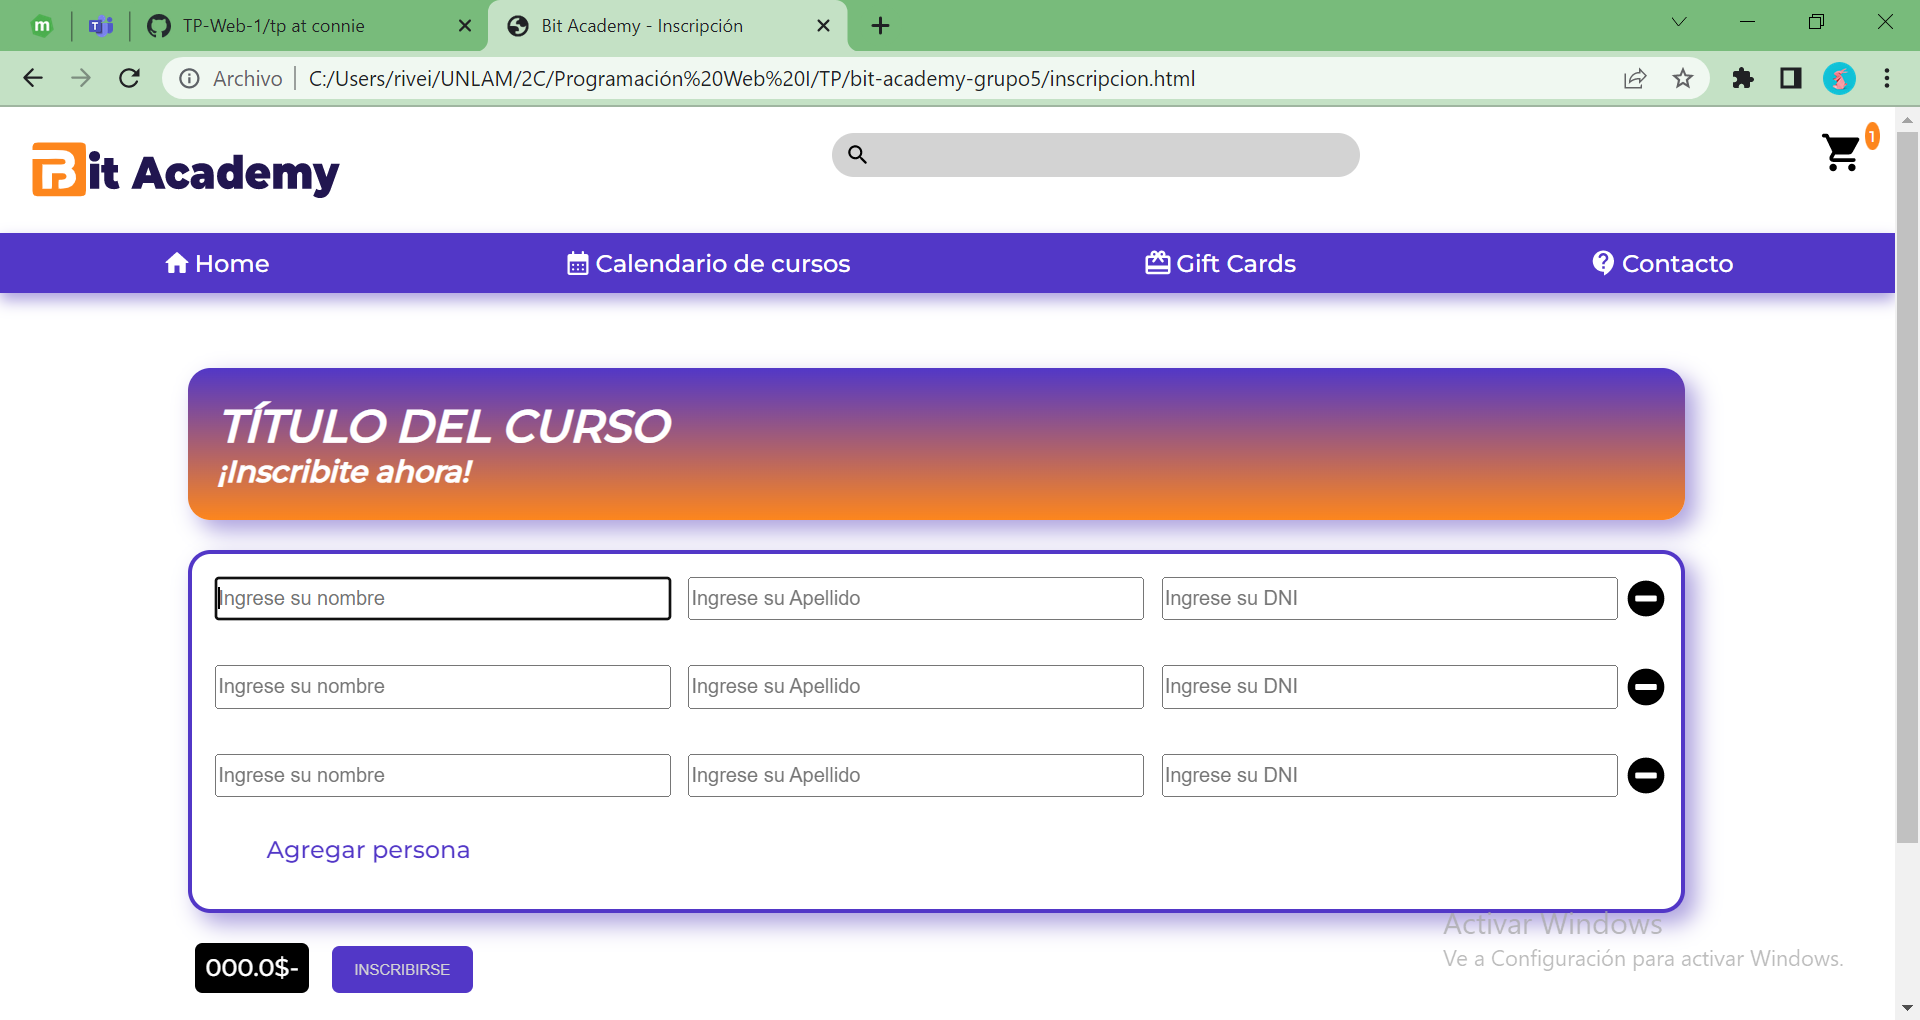 TP-Web-1/tp at connie
Bit Academy - Inscripción
Archivo
C:/Users/rivei/UNLAM/2C/Programación%20Web%20I/TP/bit-academy-grupo5/inscripcion.html
Bit Academy
1
Home
Calendario de cursos
Gift Cards
Contacto
TÍTULO DEL CURSO
¡Inscribite ahora!
Ingrese su nombre
Ingrese su Apellido
Ingrese su DNI
Ingrese su nombre
Ingrese su Apellido
Ingrese su DNI
Ingrese su nombre
Ingrese su Apellido
Ingrese su DNI
Agregar persona
Activar Windows
Ve a Configuración para activar Windows.
000.0$-
INSCRIBIRSE